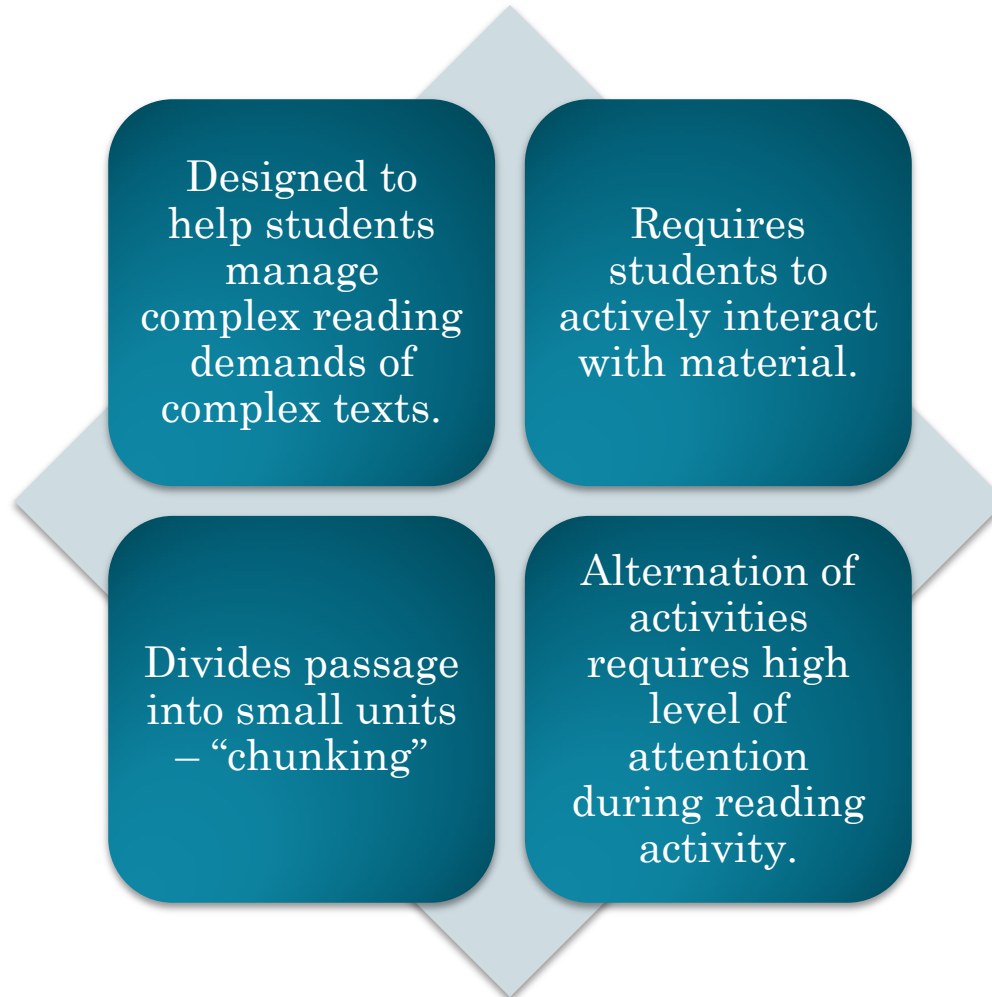 Designed to
help students
manage
complex reading
demands of
complex texts.
Requires
students to
actively interact
with material.
Divides passage
into small units
– “chunking”
Alternation of
activities
requires high
level of
attention
during reading
activity.